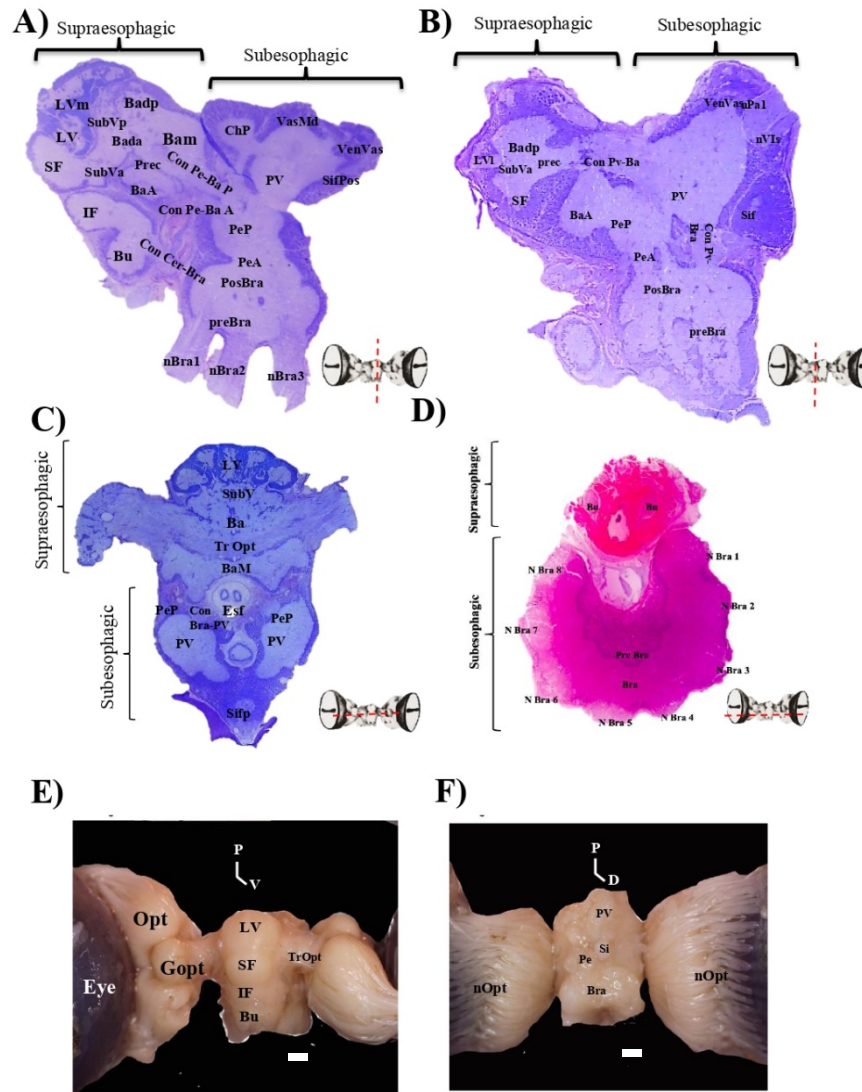 A)
Supraesophagic
Subesophagic
LVm
Badp
SubVp
LV
Bada
Bam
ChP
VasMd
VenVas
SF
SubVa
Prec
Con Pe-Ba P
PV
SifPos
BaA
IF
Con Pe-Ba A
PeP
Bu
Con Cer-Bra
PeA
PosBra
preBra
nBra1
nBra2
nBra3
B)
Supraesophagic
Subesophagic
VenVas
nPa1
nVIs
Badp
LVl
prec
Con Pv-Ba
SubVa
SF
PV
Sif
BaA
PeP
Con Pv-Bra
PeA
PosBra
preBra
C)
Supraesophagic
Subesophagic
LV
SubV
Ba
Tr Opt
BaM
Esf
PeP
Con
Bra-PV
PeP
PV
PV
Sifp
D)
Supraesophagic
Subesophagic
Bu
Bu
N Bra 1
N Bra 8
N Bra 2
N Bra 7
Pre Bra
N Bra 3
Bra
N Bra 6
N Bra 5
N Bra 4
E)
P
V
Opt
LV
Gopt
SF
TrOpt
Eye
IF
Bu
F)
P
D
PV
Si
Pe
nOpt
Bra
nOpt